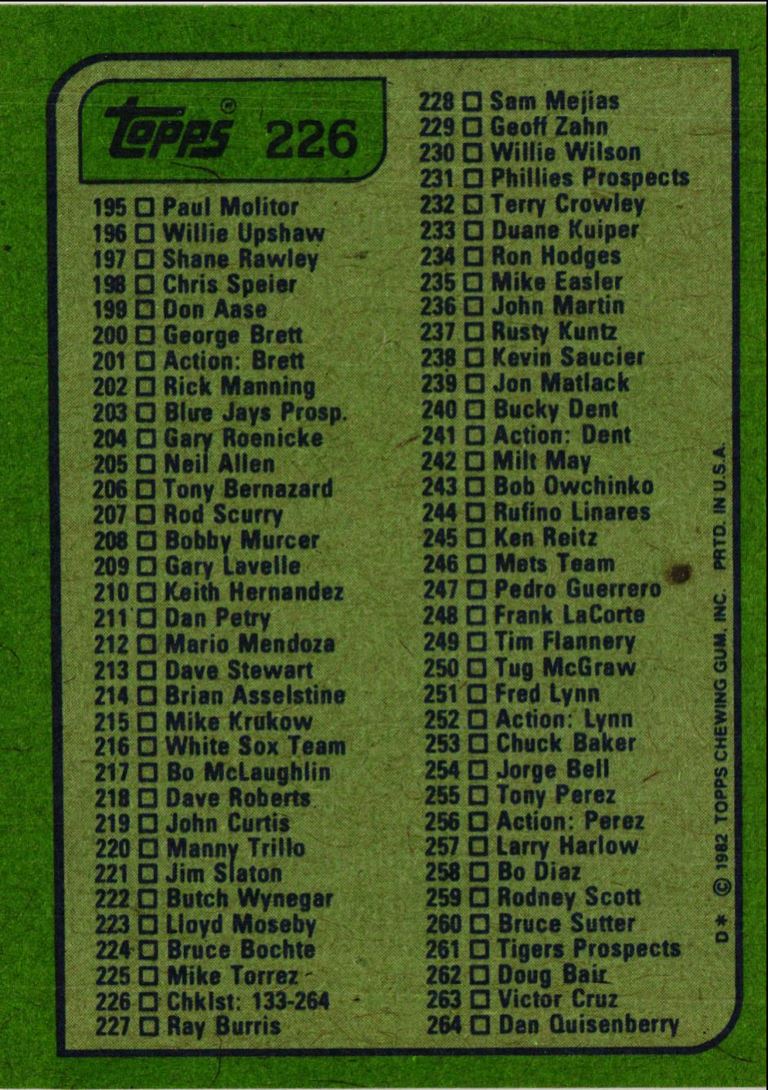 Topps® 226
195 Paul Molitor
196 Willie Upshaw
197 Shane Rawley
198 Chris Speier
199 Don Aase
200 George Brett
201 Action: Brett
202 Rick Manning
203 Blue Jays Prosp.
204 Gary Roenicke
205 Neil Allen
206 Tony Bernazard
207 Rod Scurry
208 Bobby Murcer
209 Gary Lavelle
210 Keith Hernandez
211 Dan Petry
212 Mario Mendoza
213 Dave Stewart
214 Brian Asselstine
215 Mike Krukow
216 White Sox Team
217 Bo McLaughlin
218 Dave Roberts
219 John Curtis
220 Manny Trillo
221 Jim Slaton
222 Butch Wynegar
223 Lloyd Moseby
224 Bruce Bochte
225 Mike Torrez
226 Chklst: 133-264
227 Ray Burris
228 Sam Mejias
229 Geoff Zahn
230 Willie Wilson
231 Phillies Prospects
232 Terry Crowley
233 Duane Kuiper
234 Ron Hodges
235 Mike Easler
236 John Martin
237 Rusty Kuntz
238 Kevin Saucier
239 Jon Matlack
240 Bucky Dent
241 Action: Dent
242 Milt May
243 Bob Owchinko
244 Rufino Linares
245 Ken Reitz
246 Mets Team
247 Pedro Guerrero
248 Frank LaCorte
249 Tim Flannery
250 Tug McGraw
251 Fred Lynn
252 Action: Lynn
253 Chuck Baker
254 Jorge Bell
255 Tony Perez
256 Action: Perez
257 Larry Harlow
258 Bo Diaz
259 Rodney Scott
260 Bruce Sutter
261 Tigers Prospects
262 Doug Bair
263 Victor Cruz
264 Dan Quisenberry
D* © 1982 TOPPS CHEWING GUM, INC. PRTD. IN U.S.A.